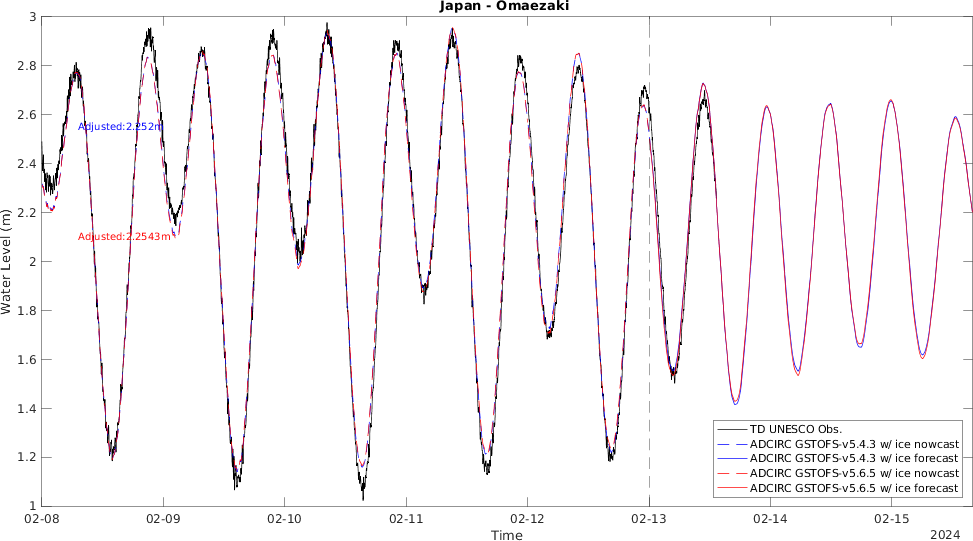 Japan - Omaezaki
3
2.8
2.6
2.4
2.2
2
1.8
1.6
1.4
1.2
1
Water Level (m)
Adjusted:2.252m
Adjusted:2.2543m
TD UNESCO Obs.
ADCIRC GSTOFS-v5.4.3 w/ ice nowcast
ADCIRC GSTOFS-v5.4.3 w/ ice forecast
ADCIRC GSTOFS-v5.6.5 w/ ice nowcast
ADCIRC GSTOFS-v5.6.5 w/ ice forecast
02-08 02-09 02-10 02-11 02-12 02-13 02-14 02-15
Time
2024